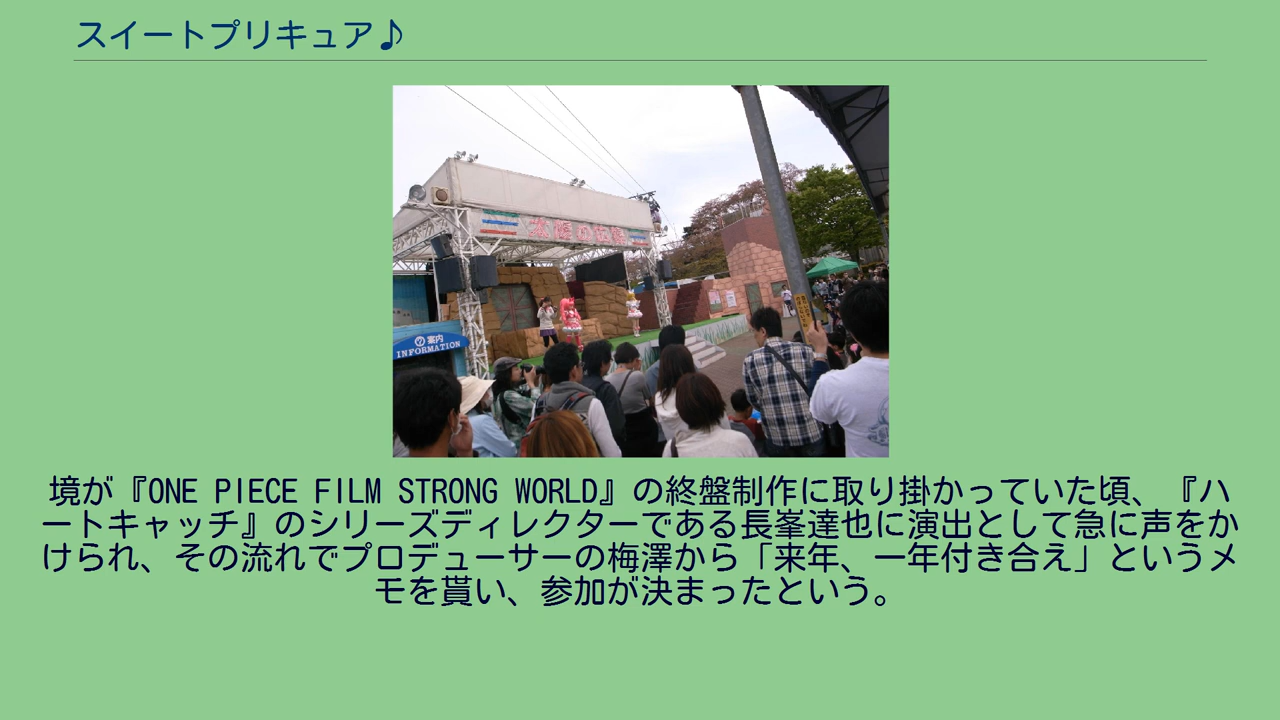 スイートプリキュア♪
案内
INFORMATION
境が『ONE PIECE FILM STRONG WORLD』の終盤制作に取り掛かっていた頃、『ハ
ートキャッチ』のシリーズディレクターである長峯達也に演出として急に声をか
けられ、その流れでプロデューサーの梅澤から「来年、一年付き合え」というメ
モを貰い、参加が決まったという。